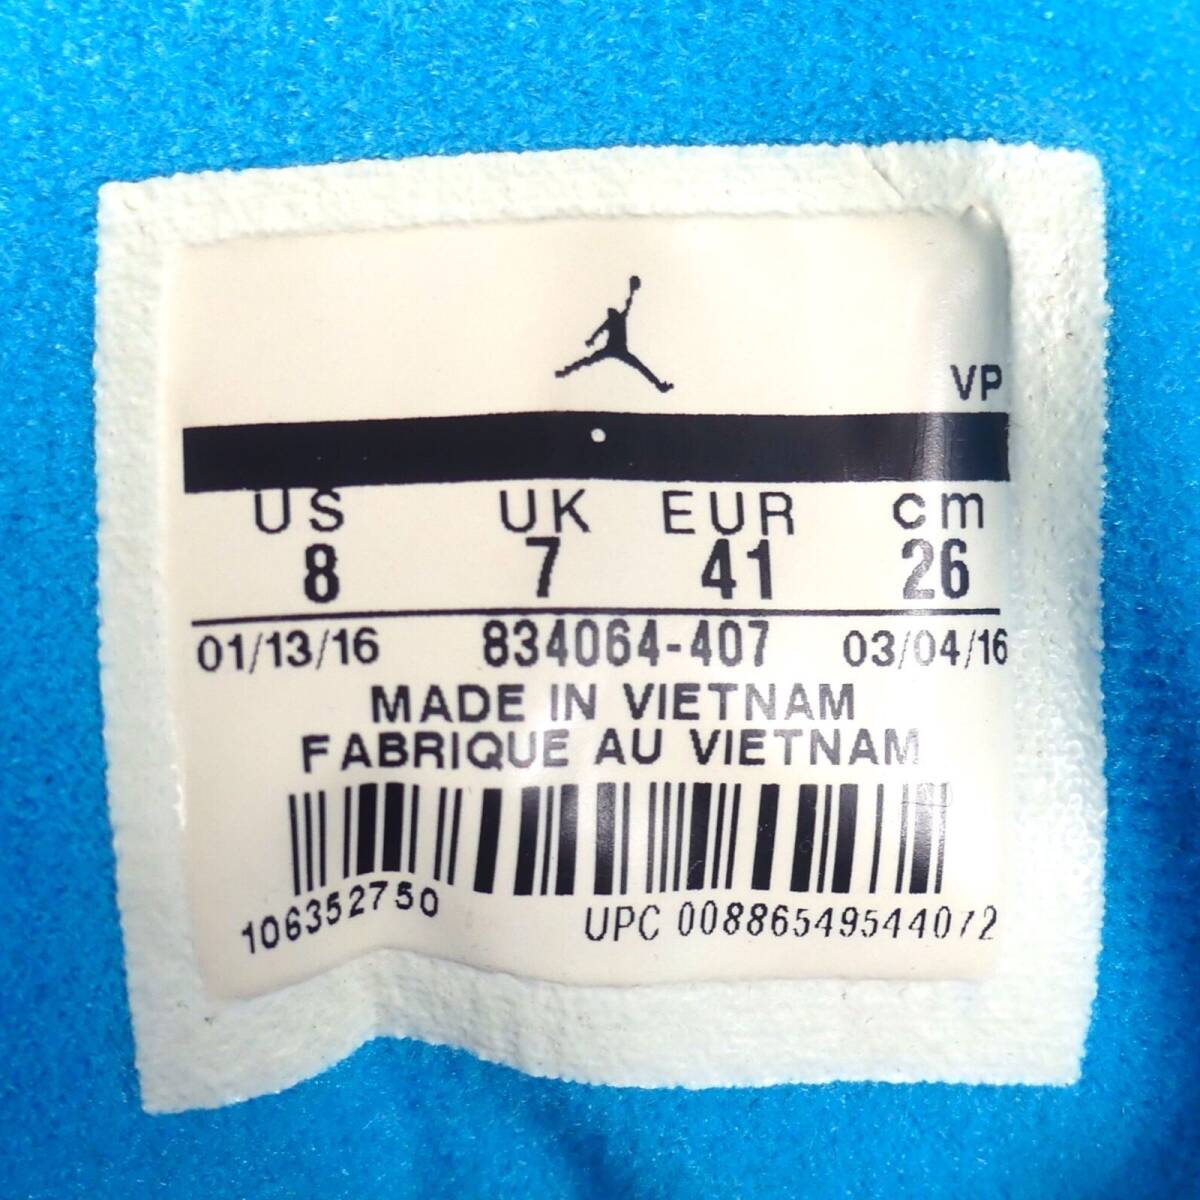 VP
US UK EUR cm
8 7 41 26
01/13/16 834064-407 03/04/16
MADE IN VIETNAM
FABRIQUE AU VIETNAM
106352750 UPC 00886549544072